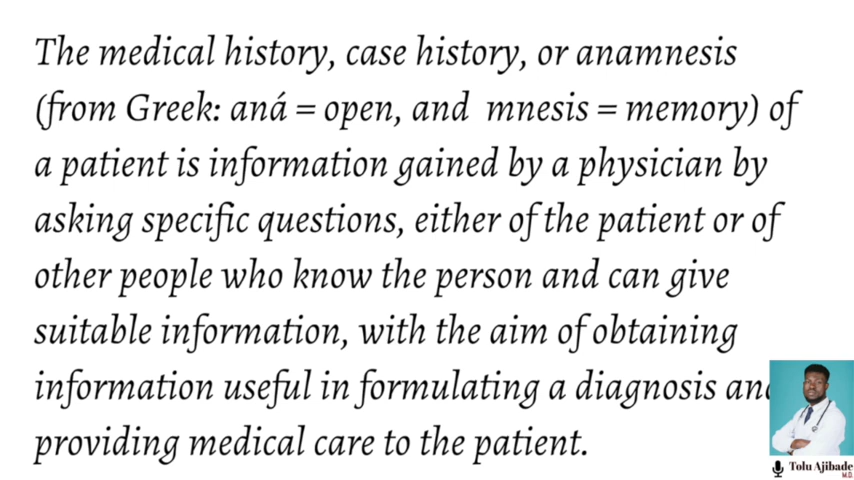 The medical history, case history, or anamnesis
(from Greek: aná = open, and mnesis = memory) of
a patient is information gained by a physician by
asking specific questions, either of the patient or of
other people who know the person and can give
suitable information, with the aim of obtaining
information useful in formulating a diagnosis and
providing medical care to the patient.
Tolu Ajibade
M.D.